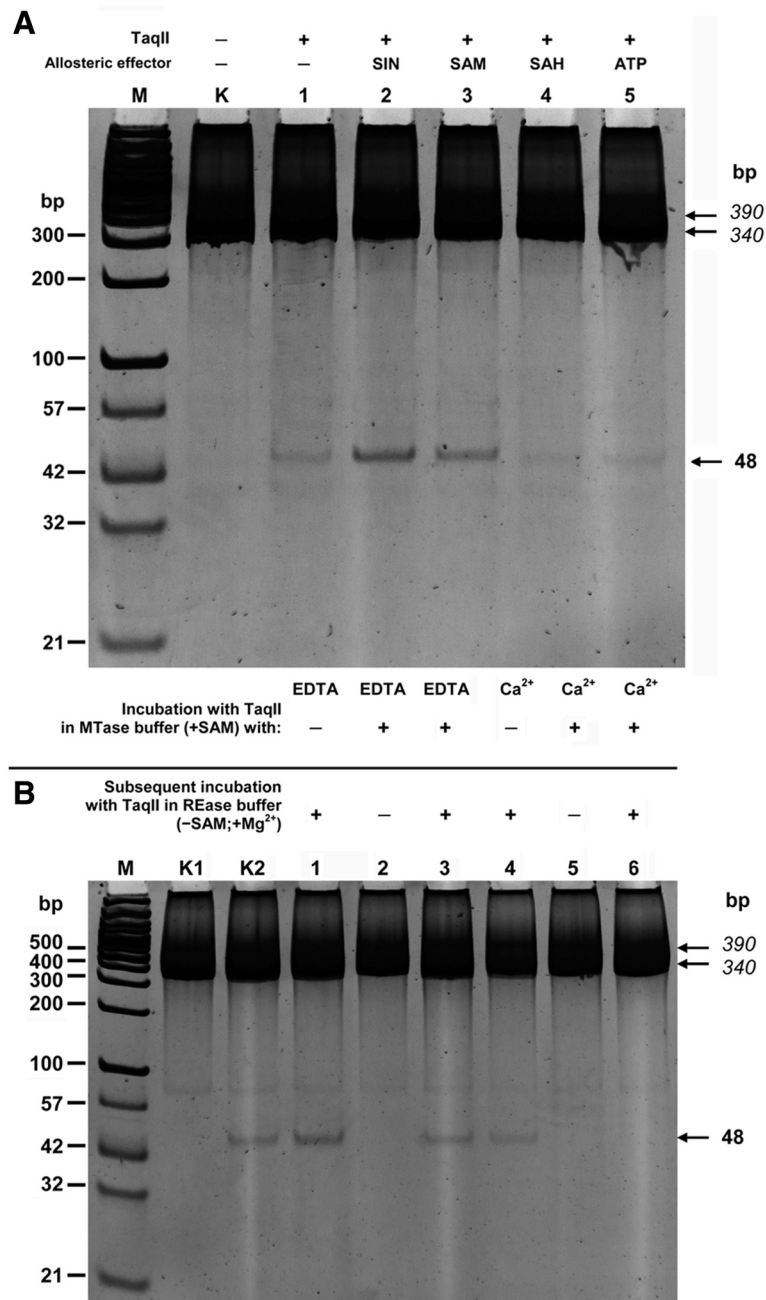 A
TaqII – + + + + +
Allosteric effector – – SIN SAM SAH ATP
M K 1 2 3 4 5
bp
bp
390
300
340
200
100
57
48
42
32
21
EDTA EDTA EDTA Ca2+ Ca2+ Ca2+
Incubation with TaqII
in MTase buffer (+SAM) with: – + + – + +
B
Subsequent incubation
with TaqII in REase buffer
(–SAM;+Mg2+) + – + + – +
M K1 K2 1 2 3 4 5 6
bp
bp
500
390
400
340
300
200
100
57
48
42
32
21